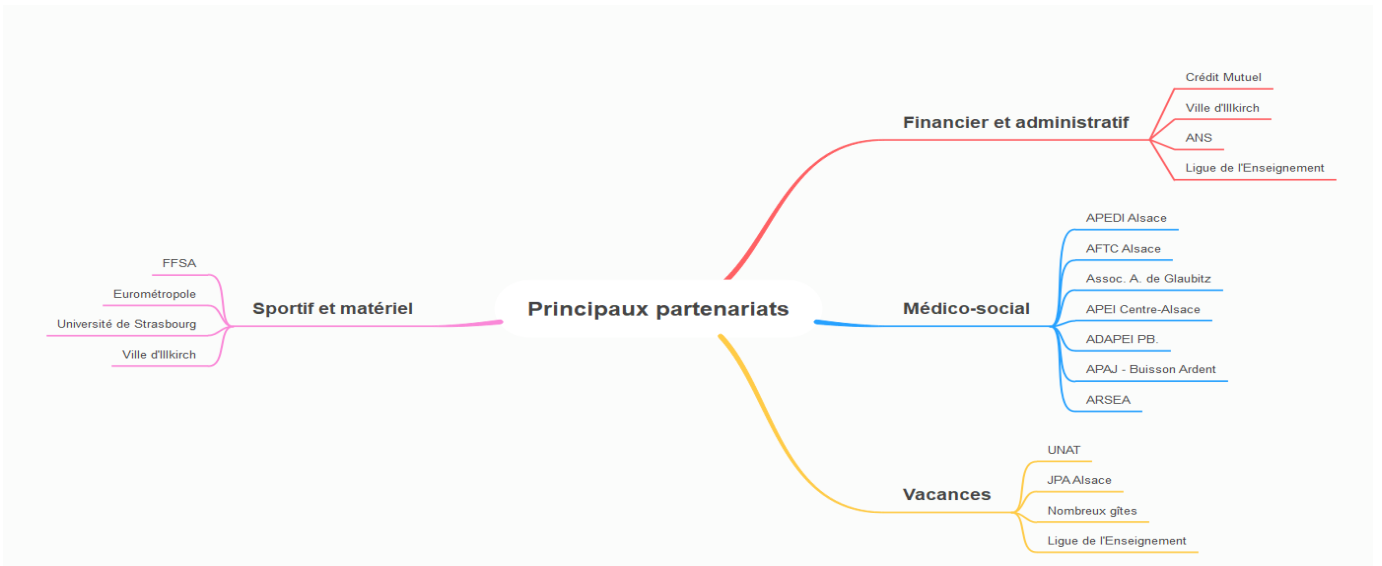 Principaux partenariats
Financier et administratif
Crédit Mutuel
Ville d'Illkirch
ANS
Ligue de l'Enseignement
Médico-social
APEDI Alsace
AFTC Alsace
Assoc. A. de Glaubitz
APEI Centre-Alsace
ADAPEI PB.
APAJ - Buisson Ardent
ARSEA
Vacances
UNAT
JPA Alsace
Nombreux gîtes
Ligue de l'Enseignement
Sportif et matériel
FFSA
Eurométropole
Université de Strasbourg
Ville d'Illkirch